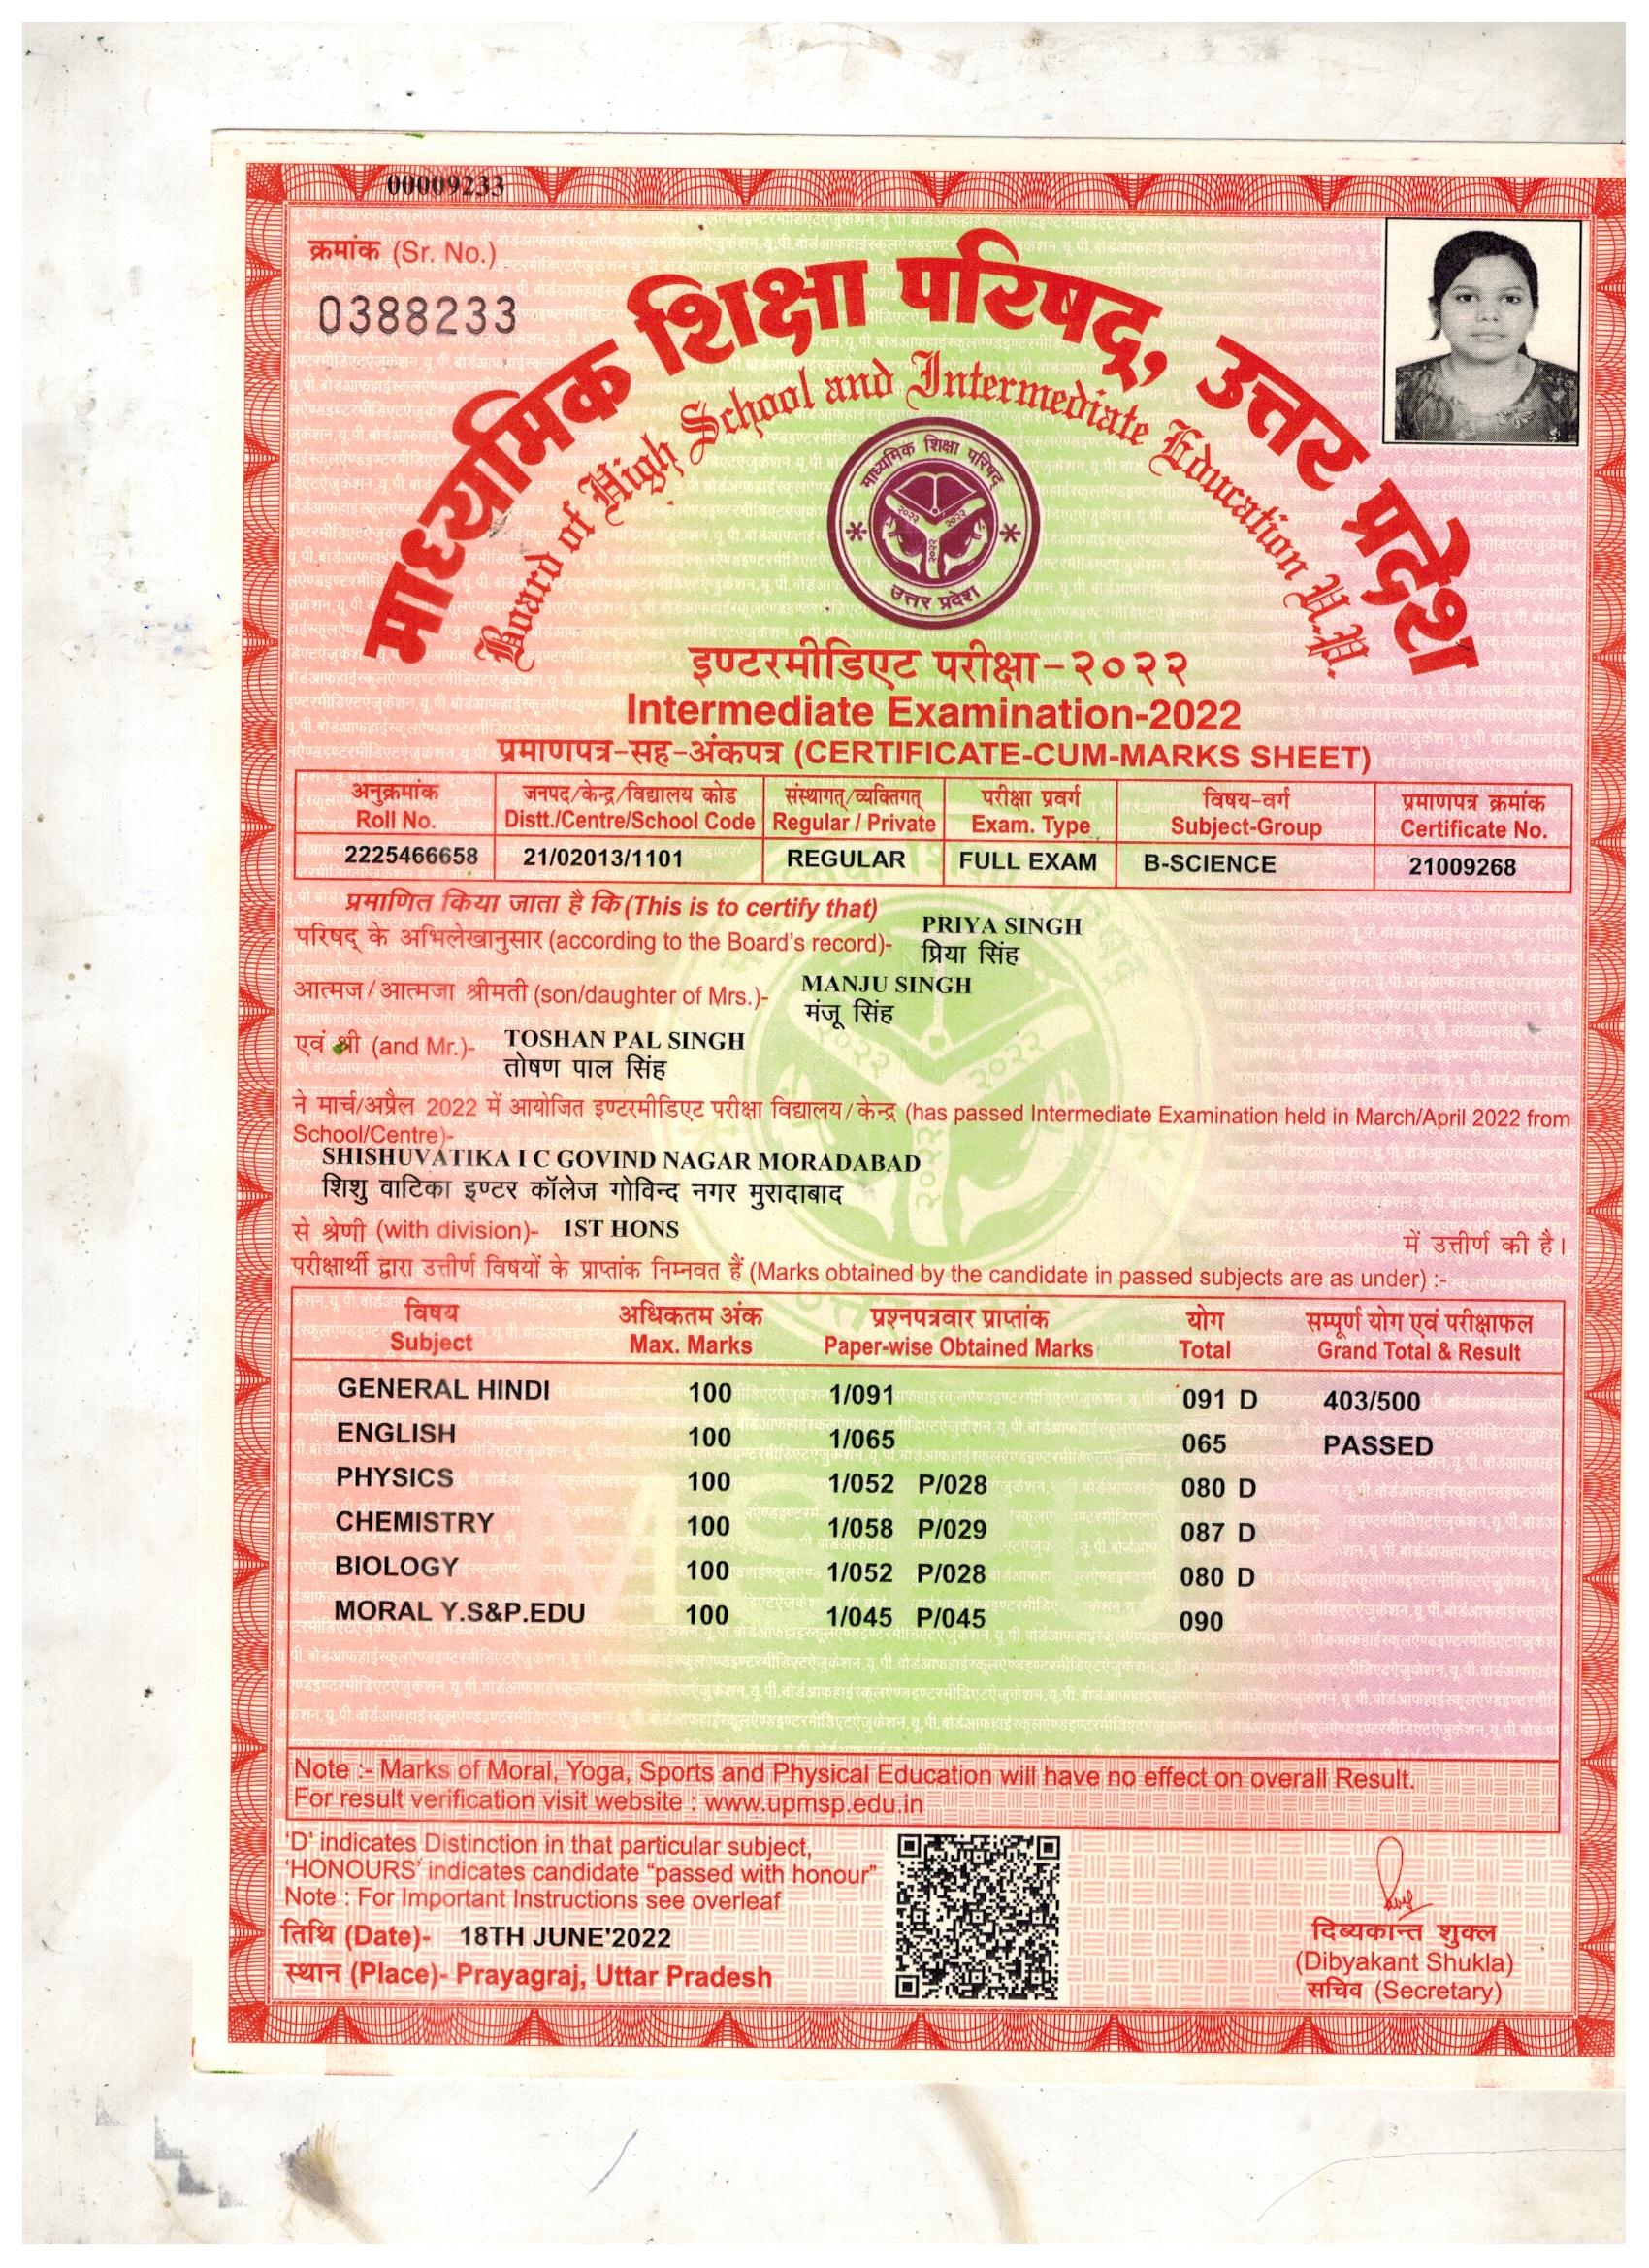 00009233
क्रमांक (Sr. No.)
0388233
माध्यमिक शिक्षा परिषद्, उत्तर प्रदेश
Board of High School and Intermediate Education U.P.
माध्यमिक शिक्षा परिषद्
२०२२ २०२२
२०२२
उत्तर प्रदेश
इण्टरमीडिएट परीक्षा-२०२२
Intermediate Examination-2022
प्रमाणपत्र-सह-अंकपत्र (CERTIFICATE-CUM-MARKS SHEET)
अनुक्रमांक जनपद/केन्द्र/विद्यालय कोड संस्थागत/व्यक्तिगत परीक्षा प्रवर्ग विषय-वर्ग प्रमाणपत्र क्रमांक
Roll No. Distt./Centre/School Code Regular / Private Exam. Type Subject-Group Certificate No.
2225466658 21/02013/1101 REGULAR FULL EXAM B-SCIENCE 21009268
प्रमाणित किया जाता है कि (This is to certify that)
परिषद् के अभिलेखानुसार (according to the Board's record)- PRIYA SINGH
प्रिया सिंह
आत्मज/आत्मजा श्रीमती (son/daughter of Mrs.)- MANJU SINGH
मंजू सिंह
एवं श्री (and Mr.)- TOSHAN PAL SINGH
तोषण पाल सिंह
ने मार्च/अप्रैल 2022 में आयोजित इण्टरमीडिएट परीक्षा विद्यालय/केन्द्र (has passed Intermediate Examination held in March/April 2022 from
School/Centre)-
SHISHUVATIKA I C GOVIND NAGAR MORADABAD
शिशु वाटिका इण्टर कॉलेज गोविन्द नगर मुरादाबाद
से श्रेणी (with division)- 1ST HONS में उत्तीर्ण की है।
परीक्षार्थी द्वारा उत्तीर्ण विषयों के प्राप्तांक निम्नवत हैं (Marks obtained by the candidate in passed subjects are as under) :-
विषय अधिकतम अंक प्रश्नपत्रवार प्राप्तांक योग सम्पूर्ण योग एवं परीक्षाफल
Subject Max. Marks Paper-wise Obtained Marks Total Grand Total & Result
GENERAL HINDI 100 1/091 091 D 403/500
ENGLISH 100 1/065 065 PASSED
PHYSICS 100 1/052 P/028 080 D
CHEMISTRY 100 1/058 P/029 087 D
BIOLOGY 100 1/052 P/028 080 D
MORAL Y.S&P.EDU 100 1/045 P/045 090
Note :- Marks of Moral, Yoga, Sports and Physical Education will have no effect on overall Result.
For result verification visit website : www.upmsp.edu.in
'D' indicates Distinction in that particular subject,
'HONOURS' indicates candidate "passed with honour"
Note : For Important Instructions see overleaf
तिथि (Date)- 18TH JUNE'2022
स्थान (Place)- Prayagraj, Uttar Pradesh
दिब्यकान्त शुक्ल
(Dibyakant Shukla)
सचिव (Secretary)